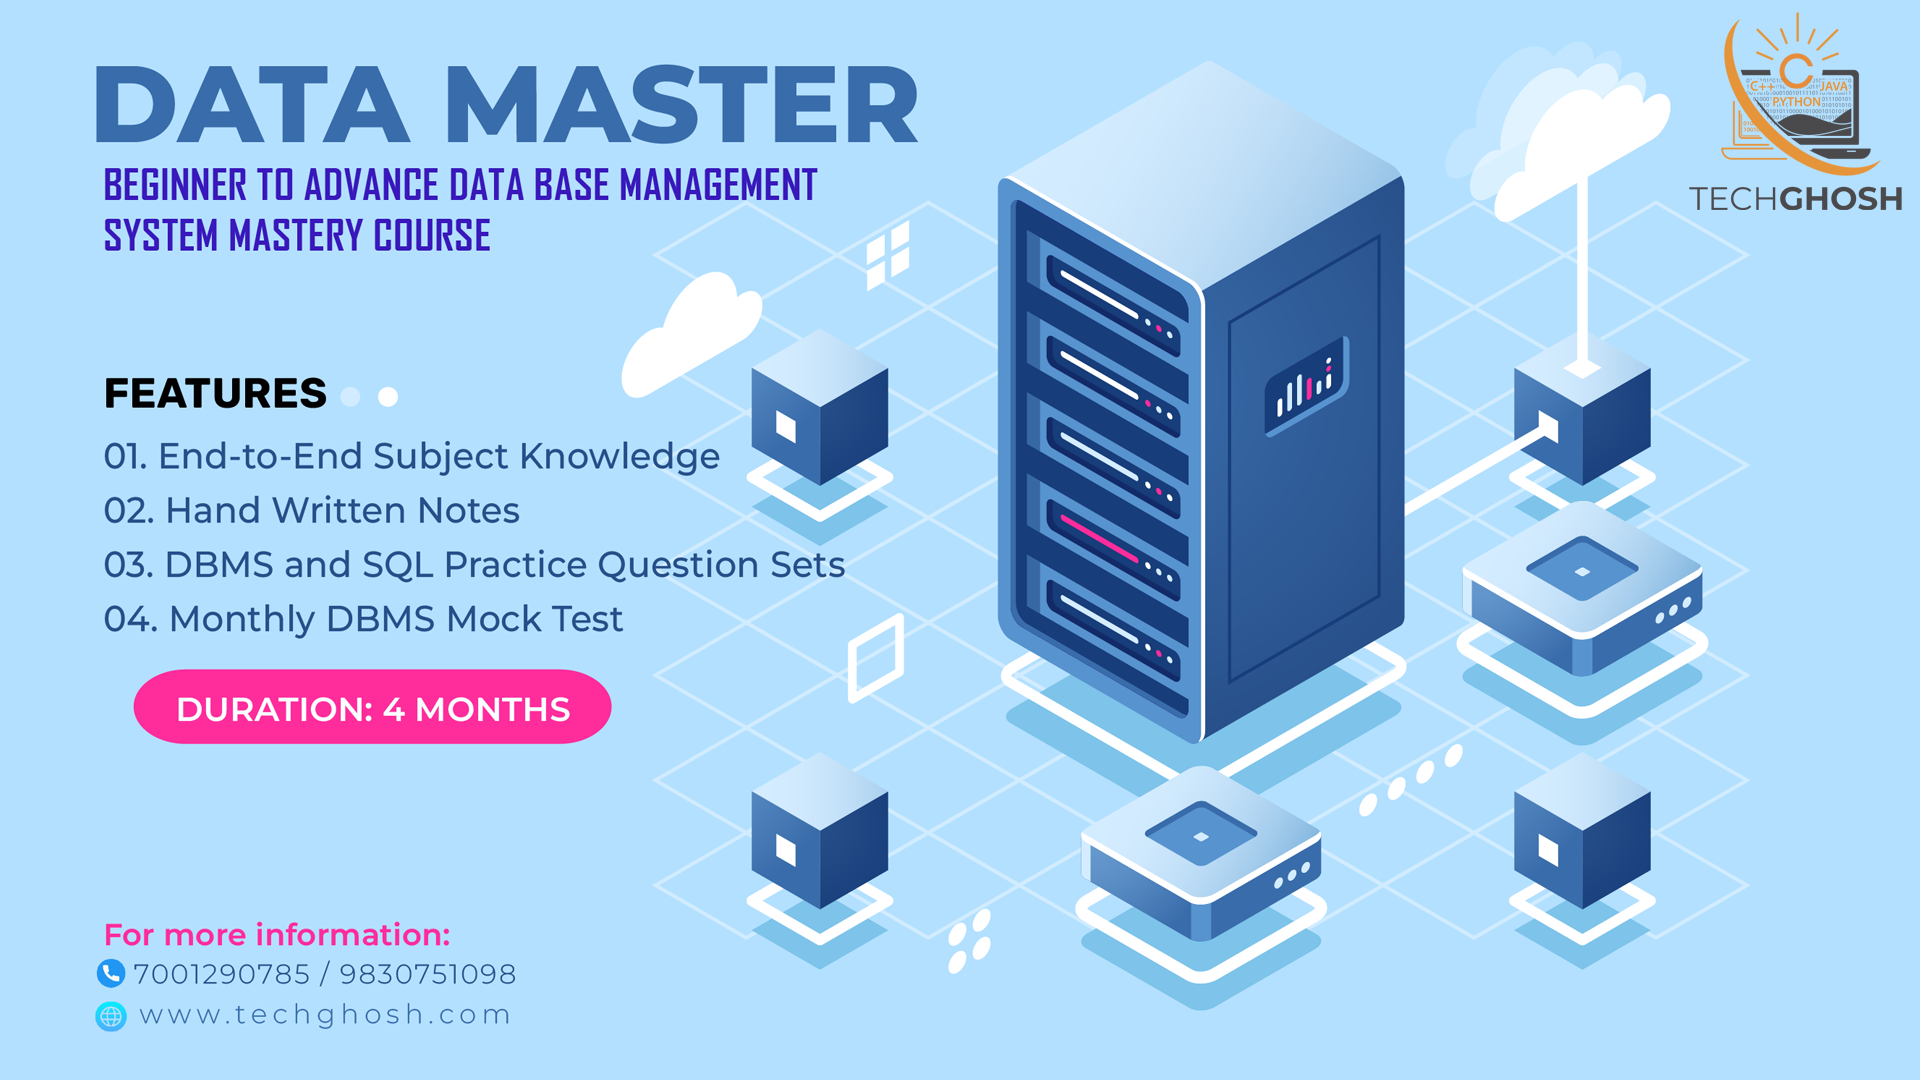 DATA MASTER
BEGINNER TO ADVANCE DATA BASE MANAGEMENT
SYSTEM MASTERY COURSE
C
C++
JAVA
PYTHON
TECHGHOSH
FEATURES
01. End-to-End Subject Knowledge
02. Hand Written Notes
03. DBMS and SQL Practice Question Sets
04. Monthly DBMS Mock Test
DURATION: 4 MONTHS
For more information:
7001290785 / 9830751098
www.techghosh.com